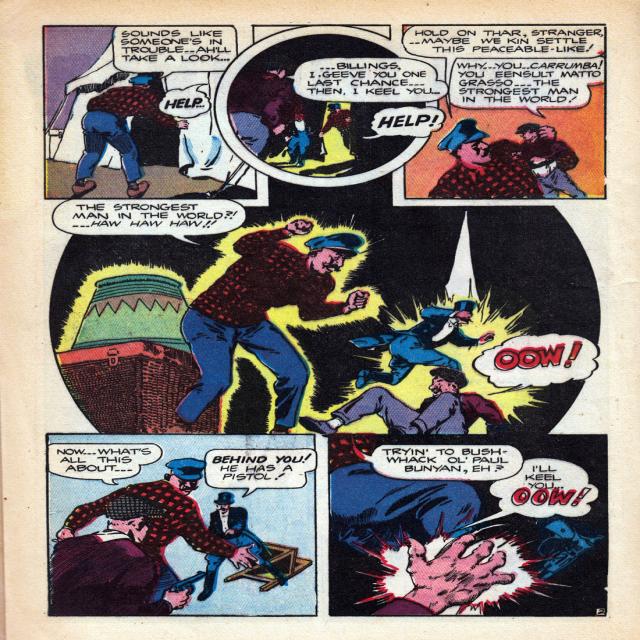 SOUNDS LIKE
SOMEONE'S IN
TROUBLE--AH'LL
TAKE A LOOK...
HELP..
...BILLINGS,
I GEEVE YOU ONE
LAST CHANCE....
THEN, I KEEL YOU...
HELP!
HOLD ON THAR, STRANGER,
--MAYBE WE KIN SETTLE
THIS PEACEABLE-LIKE!
WHY...YOU..CARRUMBA!
YOU EENSULT MATTO
GRASSO...THE
STRONGEST MAN
IN THE WORLD!
THE STRONGEST
MAN IN THE WORLD?!
---HAW HAW HAW!!
OOW!
NOW---WHAT'S
ALL THIS
ABOUT----
BEHIND YOU!
HE HAS A
PISTOL!
TRYIN' TO BUSH-
WHACK OL' PAUL
BUNYAN, EH?
I'LL
KEEL
YOU...
OOW!
2